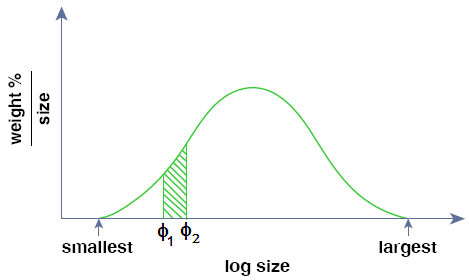 weight %
size
smallest
ϕ1
ϕ2
largest
log size